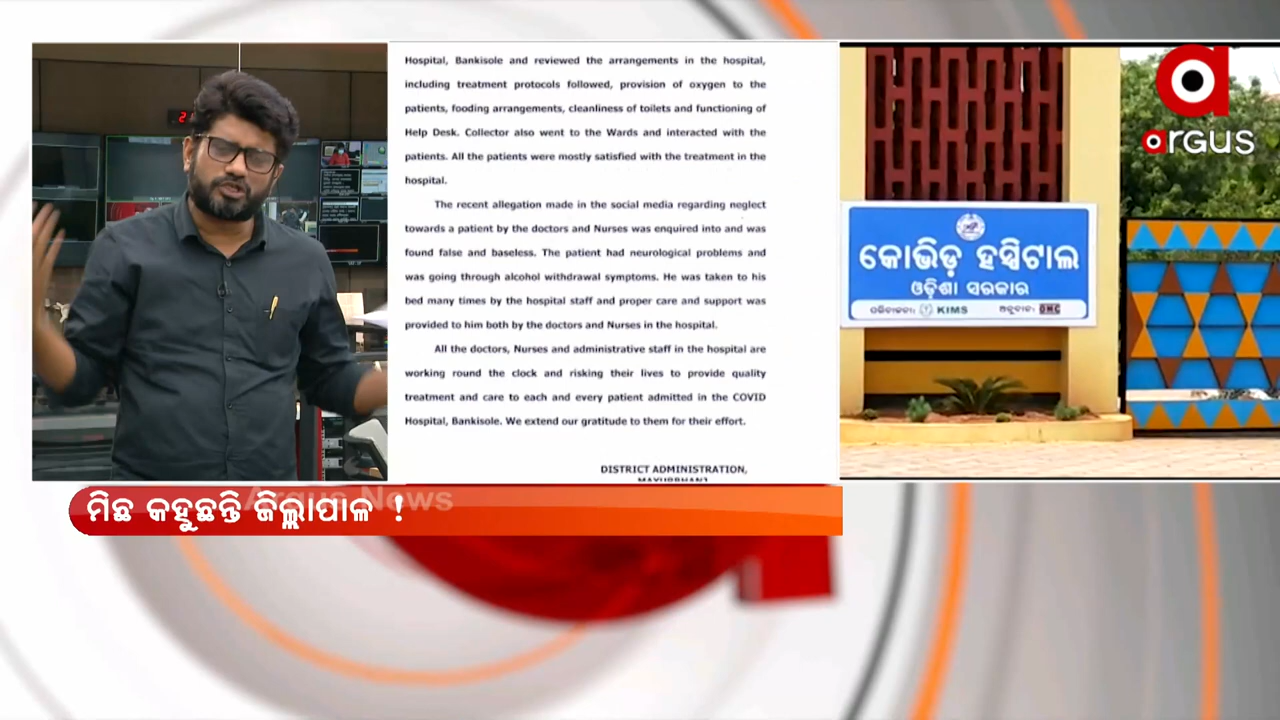 Hospital, Bankisole and reviewed the arrangements in the hospital,
including treatment protocols followed, provision of oxygen to the
patients, fooding arrangements, cleanliness of toilets and functioning of
Help Desk. Collector also went to the Wards and interacted with the
patients. All the patients were mostly satisfied with the treatment in the
hospital.
The recent allegation made in the social media regarding neglect
towards a patient by the doctors and Nurses was enquired into and was
found false and baseless. The patient had neurological problems and
was going through alcohol withdrawal symptoms. He was taken to his
bed many times by the hospital staff and proper care and support was
provided to him both by the doctors and Nurses in the hospital.
All the doctors, Nurses and administrative staff in the hospital are
working round the clock and risking their lives to provide quality
treatment and care to each and every patient admitted in the COVID
Hospital, Bankisole. We extend our gratitude to them for their effort.
DISTRICT ADMINISTRATION,
argus
କୋଭିଡ଼ ହସ୍ପିଟାଲ
ଓଡ଼ିଶା ସରକାର
ପରିଚାଳନା: KIMS ଅନୁଦାନ: OMC
Argus News
ମିଛ କହୁଛନ୍ତି ଜିଲ୍ଲାପାଳ !